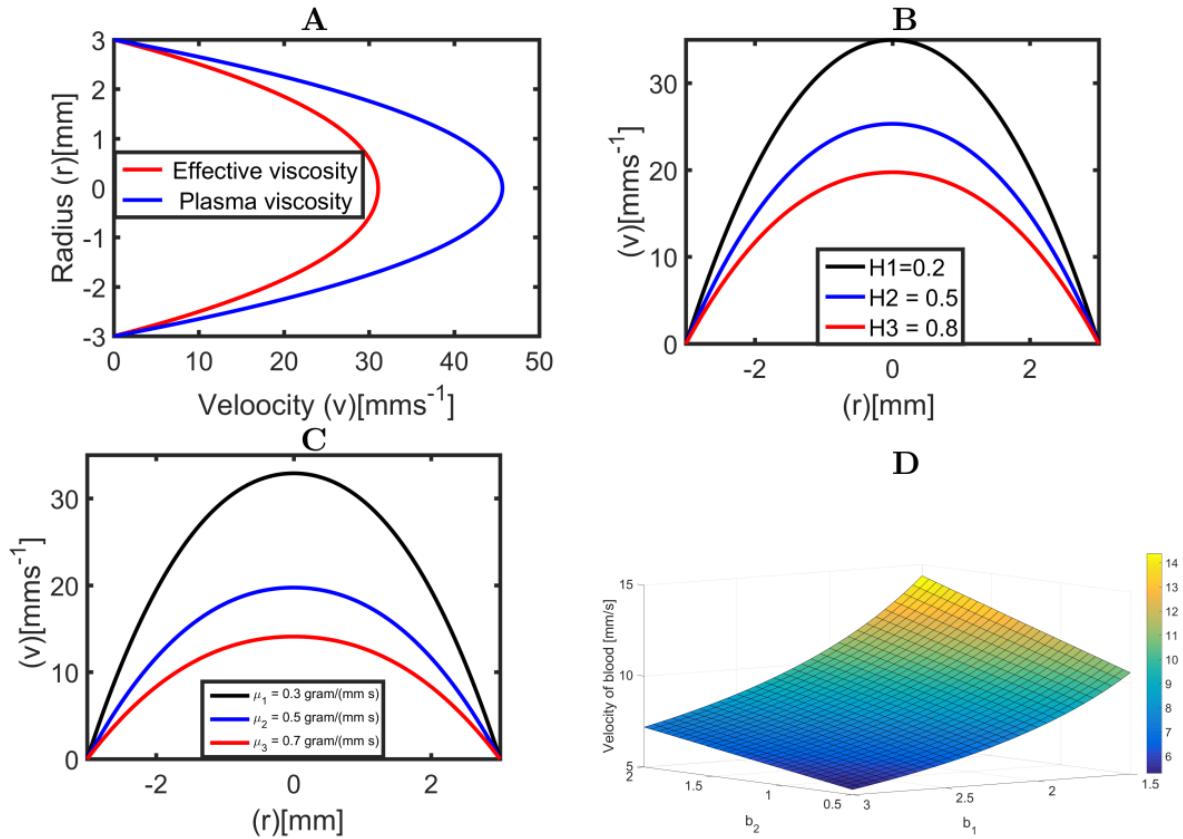 A
3
2
1
0
-1
-2
-3
Radius (r)[mm]
Effective viscosity
Plasma viscosity
0 10 20 30 40 50
Veloocity (v)[mms⁻¹]
B
30
20
10
0
(v)[mms⁻¹]
H1=0.2
H2 = 0.5
H3 = 0.8
-2 0 2
(r)[mm]
C
30
20
10
0
(v)[mms⁻¹]
μ₁ = 0.3 gram/(mm s)
μ₂ = 0.5 gram/(mm s)
μ₃ = 0.7 gram/(mm s)
-2 0 2
(r)[mm]
D
15
10
5
Velocity of blood [mm/s]
2 1.5 1 0.5
b₂
3 2.5 2 1.5
b₁
14
13
12
11
10
9
8
7
6